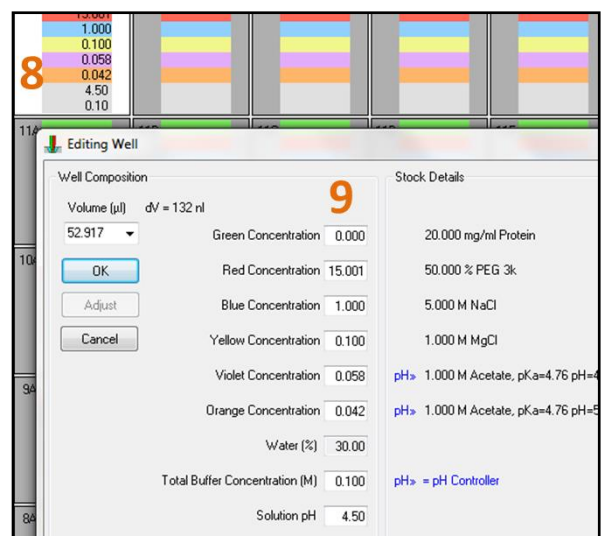 1.000
0.100
0.058
0.042
4.50
0.10
8
11A
Editing Well
Well Composition
Stock Details
Volume (µl) dV = 132 nl
9
52.917
Green Concentration 0.000 20.000 mg/ml Protein
OK
Red Concentration 15.001 50.000 % PEG 3k
Adjust
Blue Concentration 1.000 5.000 M NaCl
Cancel
Yellow Concentration 0.100 1.000 M MgCl
Violet Concentration 0.058 pH» 1.000 M Acetate, pKa=4.76 pH=4
Orange Concentration 0.042 pH» 1.000 M Acetate, pKa=4.76 pH=5
Water (%) 30.00
Total Buffer Concentration (M) 0.100 pH» = pH Controller
Solution pH 4.50
10A
9A
8A